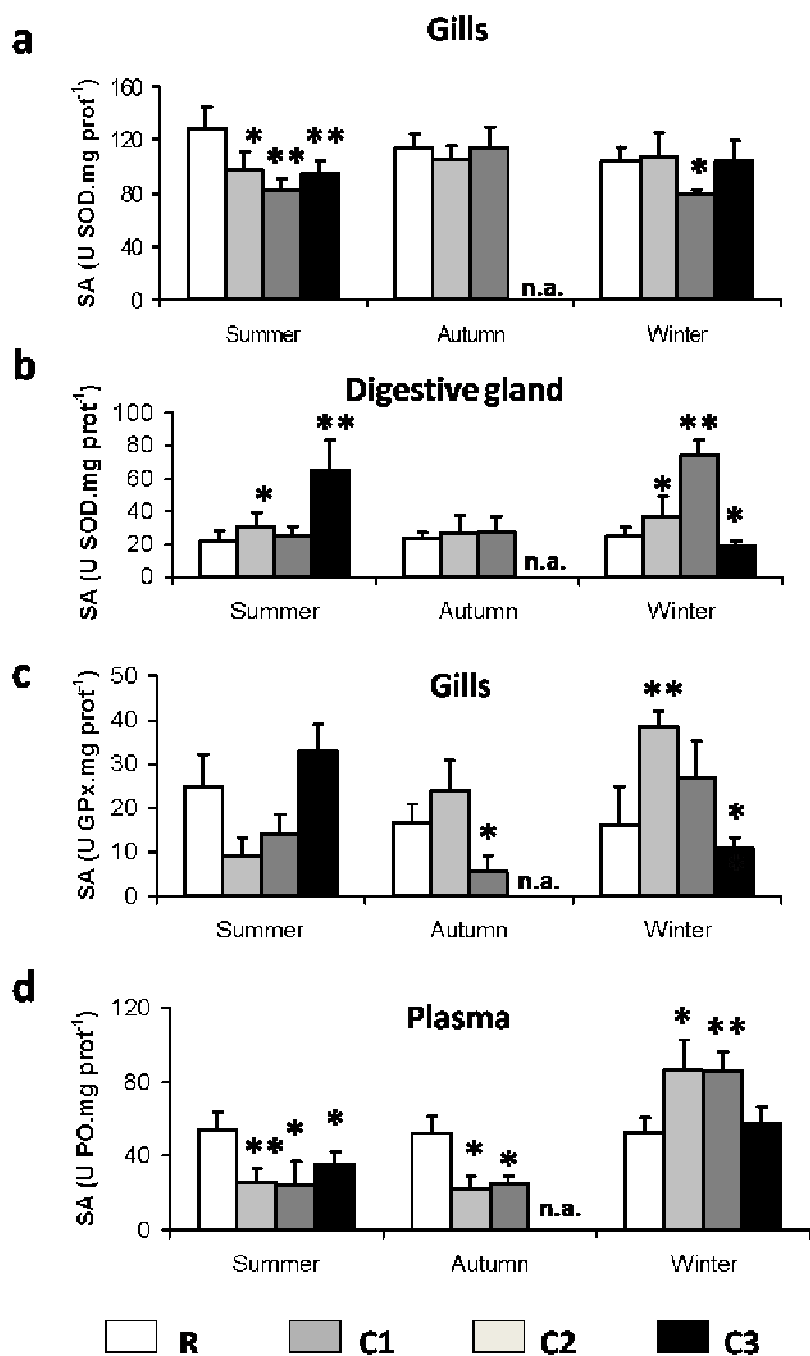 a
Gills
SA (U SOD.mg prot-1)
160
120
80
40
0
* ** **
*
n.a.
Summer Autumn Winter
b
Digestive gland
SA (U SOD.mg prot-1)
100
80
60
40
20
0
* **
* ** *
n.a.
Summer Autumn Winter
c
Gills
SA (U GPx.mg prot-1)
50
40
30
20
10
0
*
** *
n.a.
Summer Autumn Winter
d
Plasma
SA (U PO.mg prot-1)
120
80
40
0
** * *
* *
* **
n.a.
Summer Autumn Winter
R C1 C2 C3